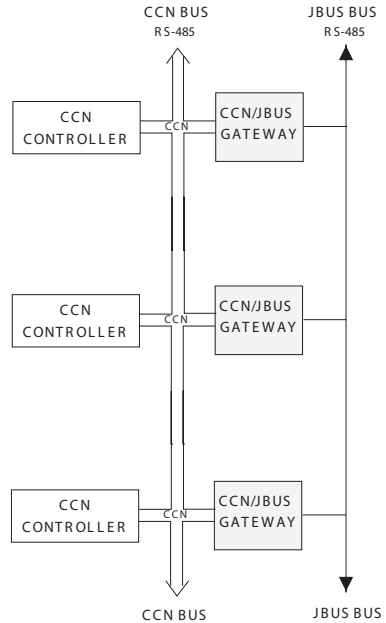 CCN BUS
RS-485
JBUS BUS
RS-485
CCN
CONTROLLER
CCN
CCN/JBUS
GATEWAY
CCN
CONTROLLER
CCN
CCN/JBUS
GATEWAY
CCN
CONTROLLER
CCN
CCN/JBUS
GATEWAY
CCN BUS
JBUS BUS